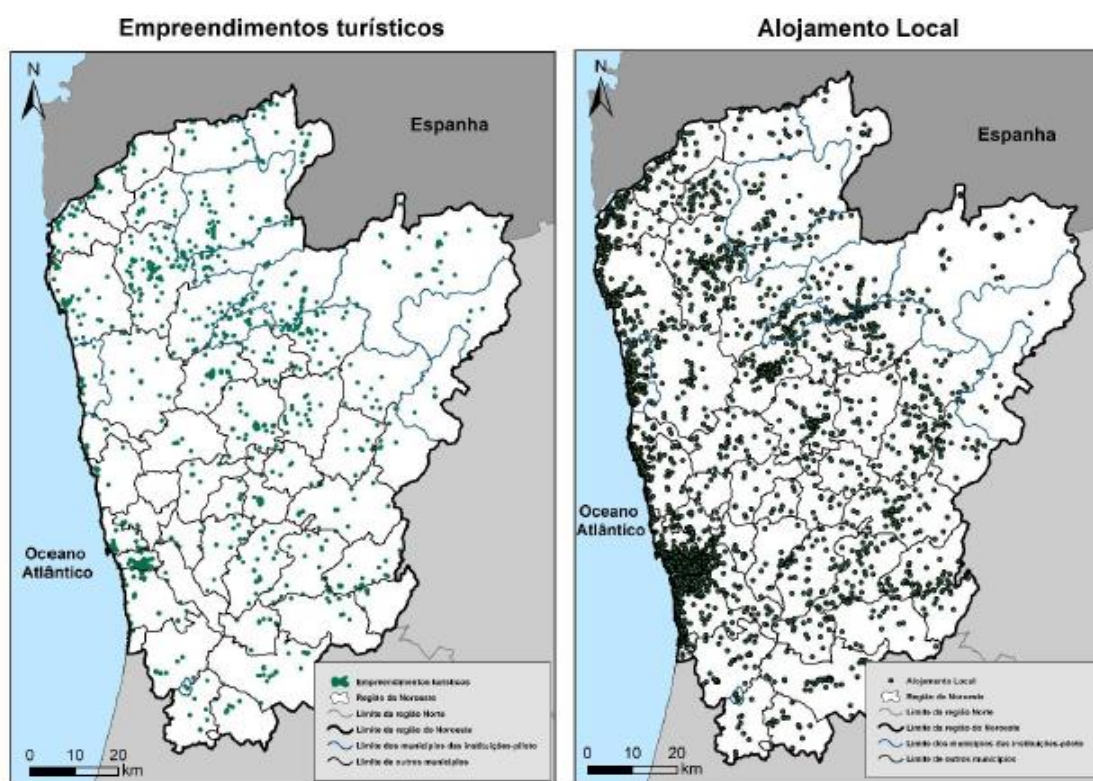 Empreendimentos turísticos
N
Espanha
Oceano
Atlântico
Empreendimentos turísticos
Região do Noroeste
Limite da região Norte
Limite da região do Noroeste
Limite dos municípios das instituições-piloto
Limite de outros municípios
0 10 20
km
Alojamento Local
N
Espanha
Oceano
Atlântico
Alojamento Local
Região do Noroeste
Limite da região Norte
Limite da região do Noroeste
Limite dos municípios das instituições-piloto
Limite de outros municípios
0 10 20
km